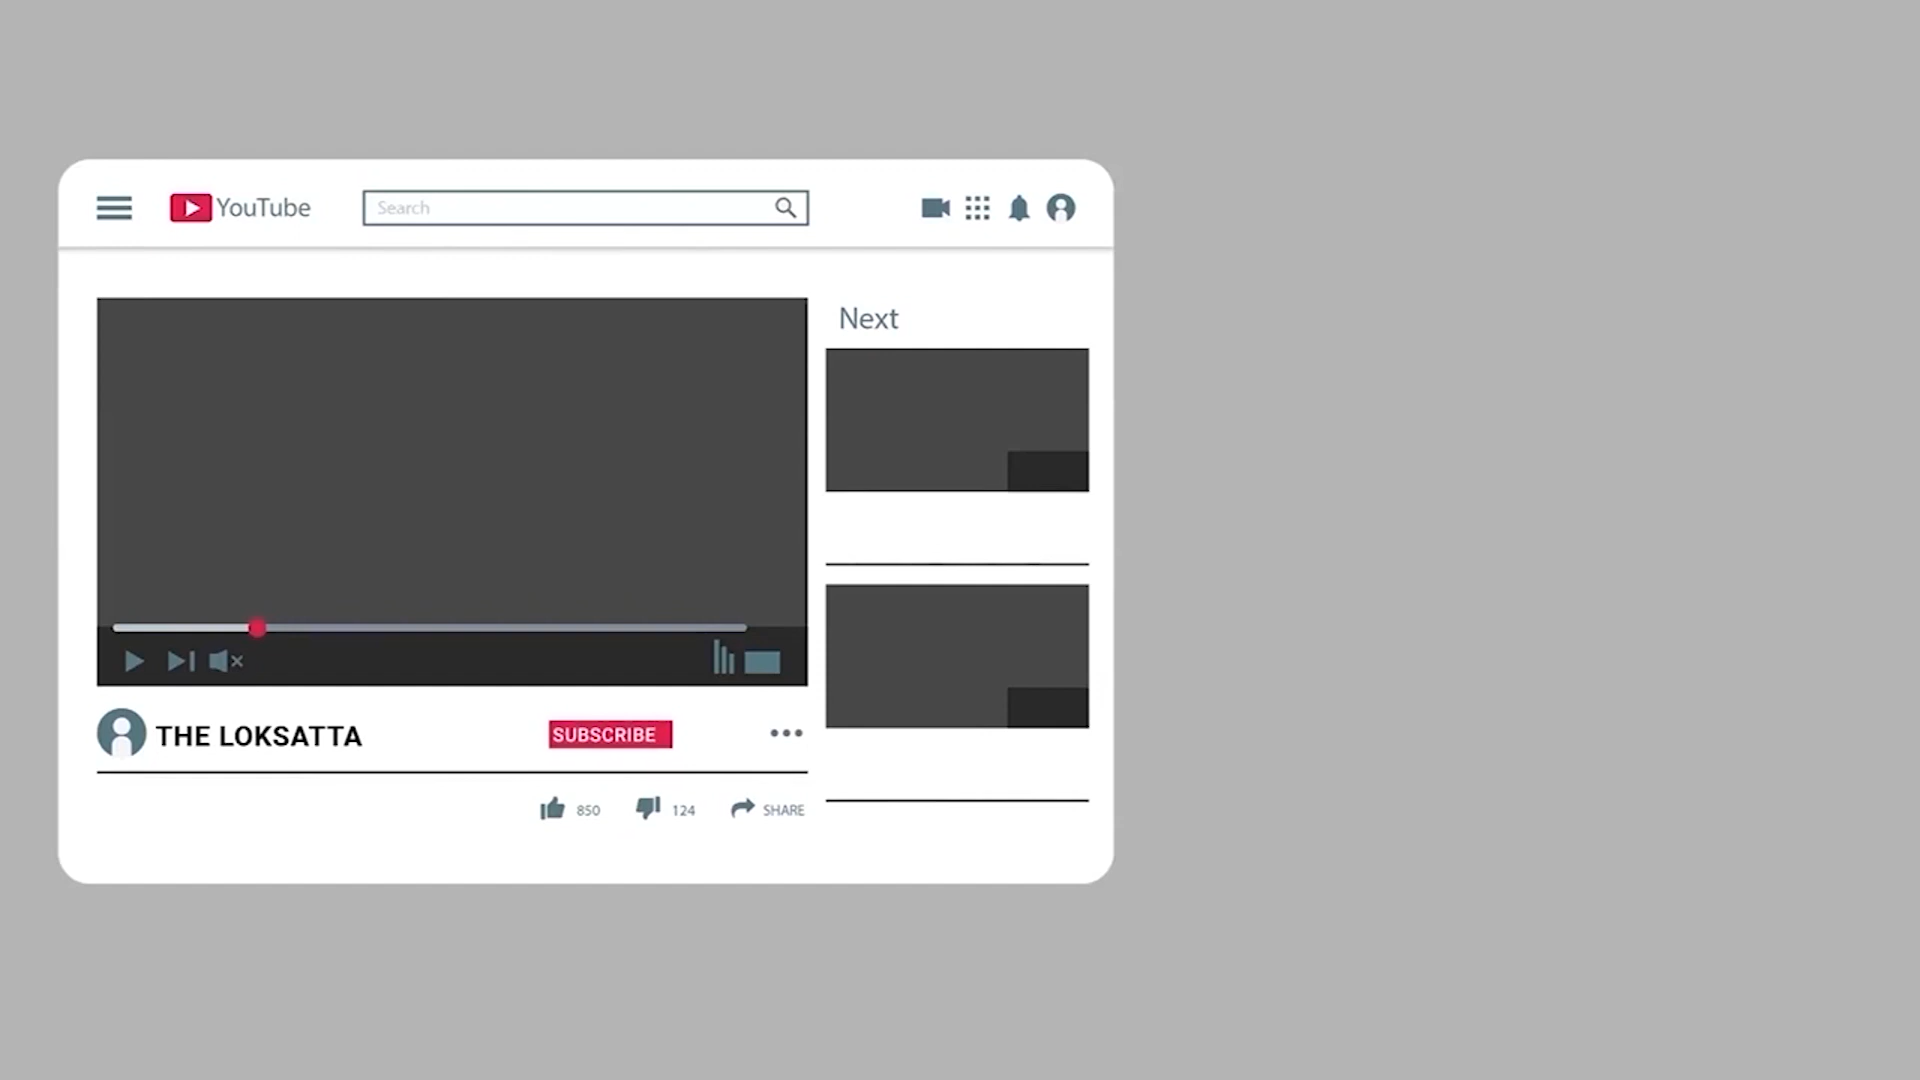 YouTube
Search
Next
THE LOKSATTA
SUBSCRIBE
850
124
SHARE